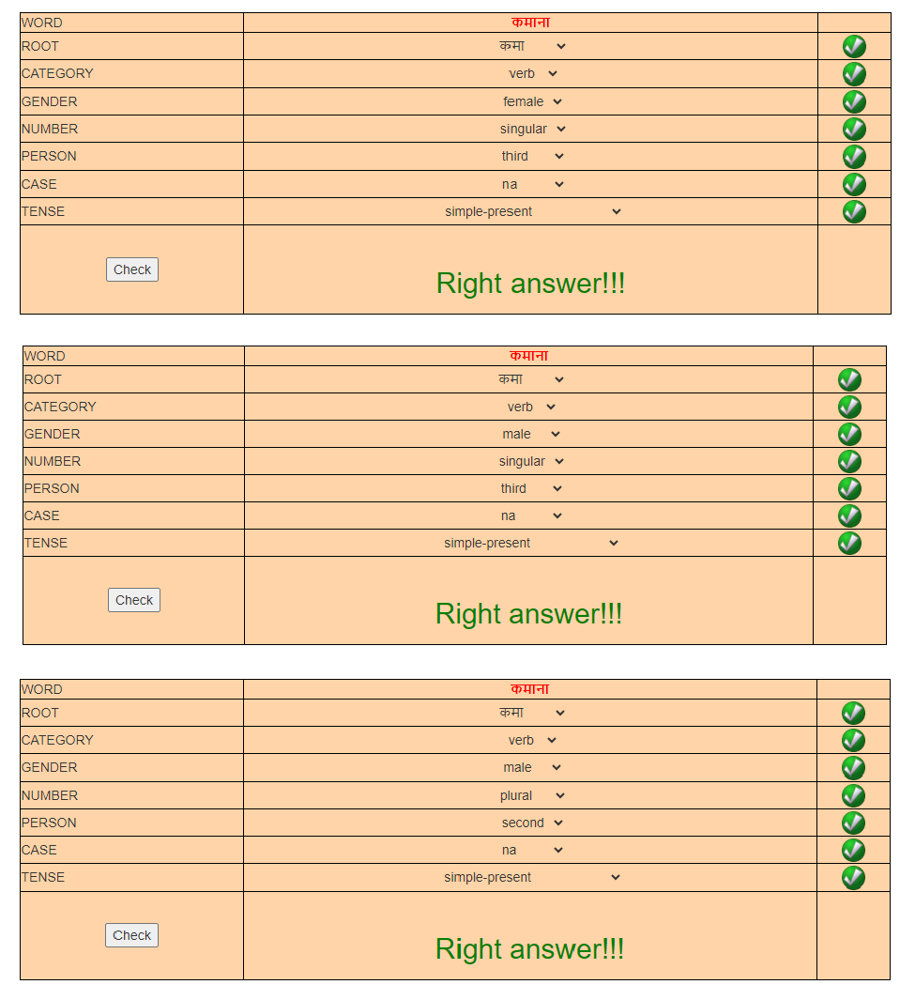 WORD कमाना
ROOT कमा
CATEGORY verb
GENDER female
NUMBER singular
PERSON third
CASE na
TENSE simple-present
Check Right answer!!!
WORD कमाना
ROOT कमा
CATEGORY verb
GENDER male
NUMBER singular
PERSON third
CASE na
TENSE simple-present
Check Right answer!!!
WORD कमाना
ROOT कमा
CATEGORY verb
GENDER male
NUMBER plural
PERSON second
CASE na
TENSE simple-present
Check Right answer!!!